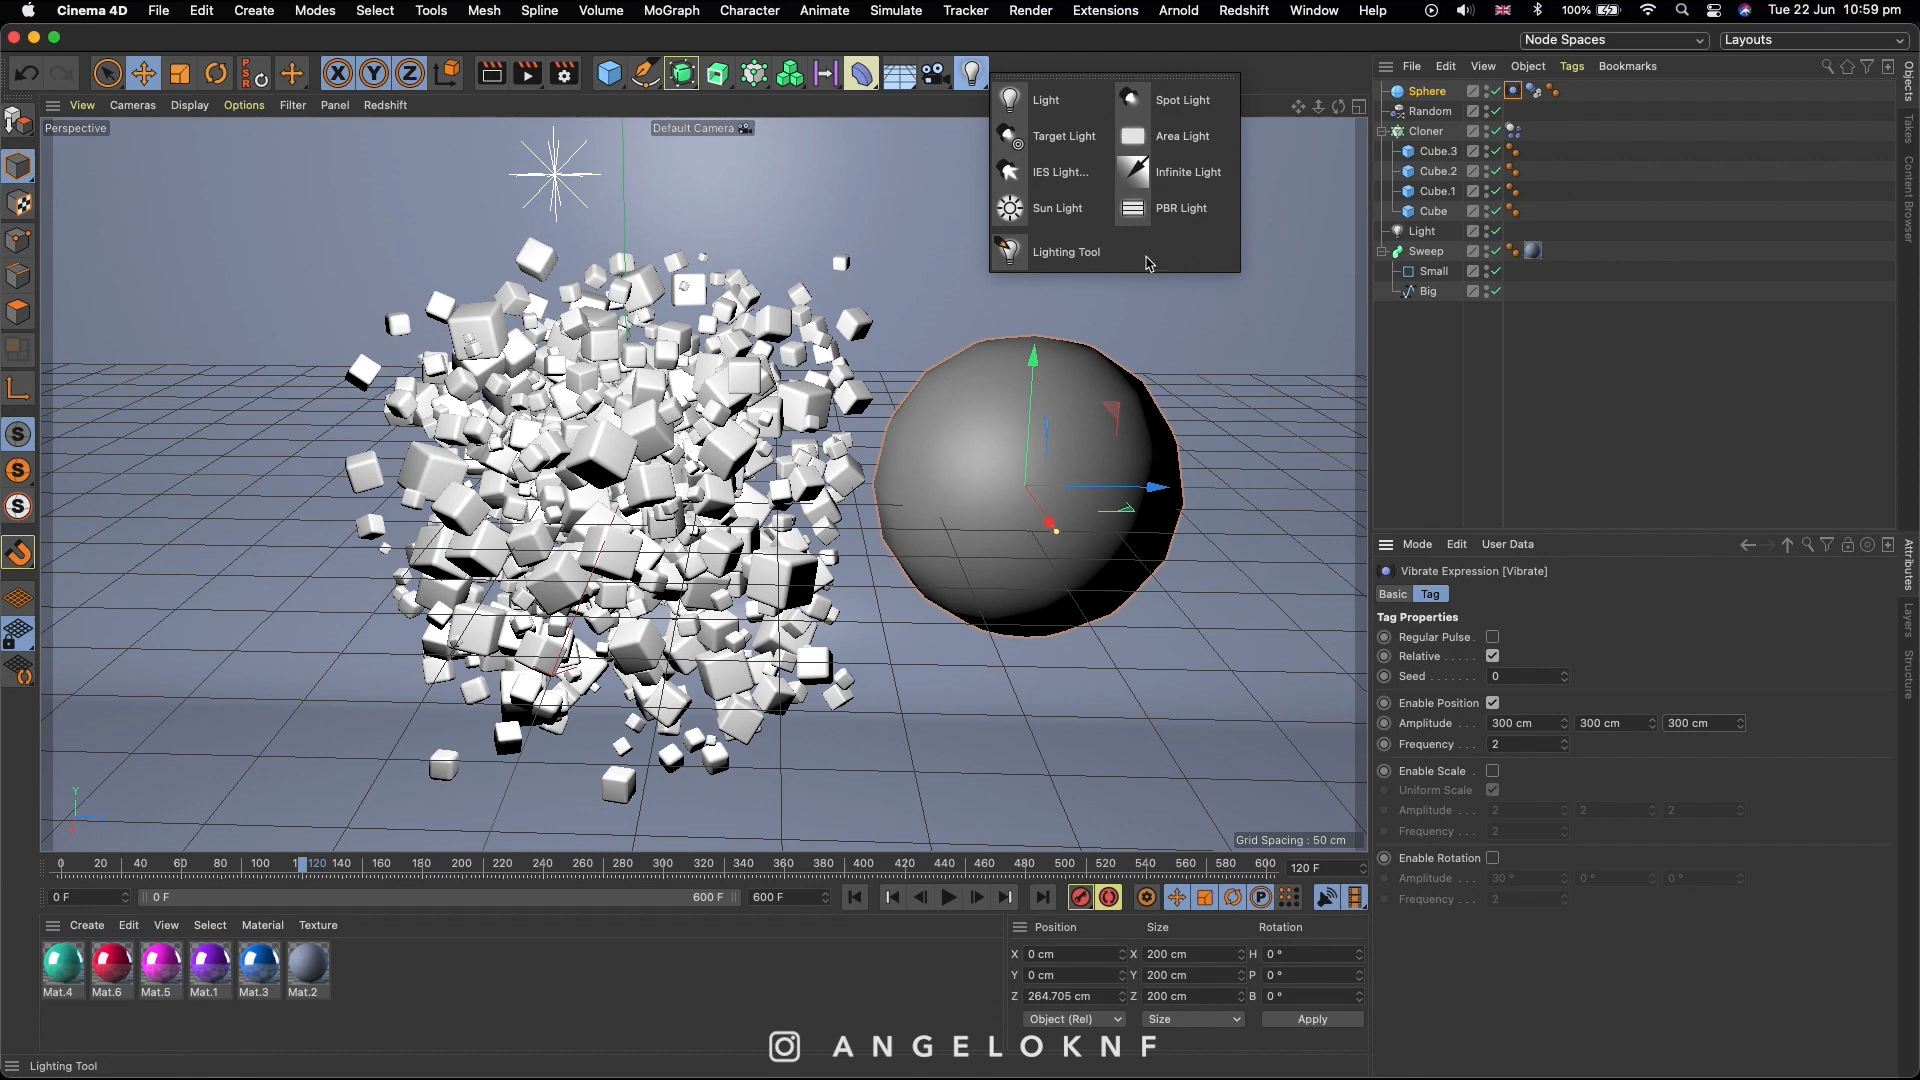 Cinema 4D File Edit Create Modes Select Tools Mesh Spline Volume MoGraph Character Animate Simulate Tracker Render Extensions Arnold Redshift Window Help 100% Tue 22 Jun 10:59 pm
Node Spaces Layouts
PSR X Y Z
File Edit View Object Tags Bookmarks
View Cameras Display Options Filter Panel Redshift
Perspective
Default Camera
Light Spot Light
Target Light Area Light
IES Light... Infinite Light
Sun Light PBR Light
Lighting Tool
Sphere
Random
Cloner
Cube.3
Cube.2
Cube.1
Cube
Light
Sweep
Small
Big
Objects
Takes
Content Browser
S
S
S
Y
Grid Spacing : 50 cm
Mode Edit User Data
Vibrate Expression [Vibrate]
Basic Tag
Tag Properties
Regular Pulse .
Relative . . . . .
Seed . . . . . . . 0
Enable Position
Amplitude . . . 300 cm 300 cm 300 cm
Frequency . . . 2
Enable Scale .
Uniform Scale
Amplitude . . . 2 2 2
Frequency . . . 2
Enable Rotation
Amplitude . . . 30 ° 0 ° 0 °
Frequency . . . 2
Attributes
Layers
Structure
0 20 40 60 80 100 1 120 140 160 180 200 220 240 260 280 300 320 340 360 380 400 420 440 460 480 500 520 540 560 580 600 120 F
0 F 0 F 600 F 600 F P
Create Edit View Select Material Texture
Mat.4 Mat.6 Mat.5 Mat.1 Mat.3 Mat.2
Position Size Rotation
X 0 cm X 200 cm H 0 °
Y 0 cm Y 200 cm P 0 °
Z 264.705 cm Z 200 cm B 0 °
Object (Rel) Size Apply
ANGELOKNF
Lighting Tool